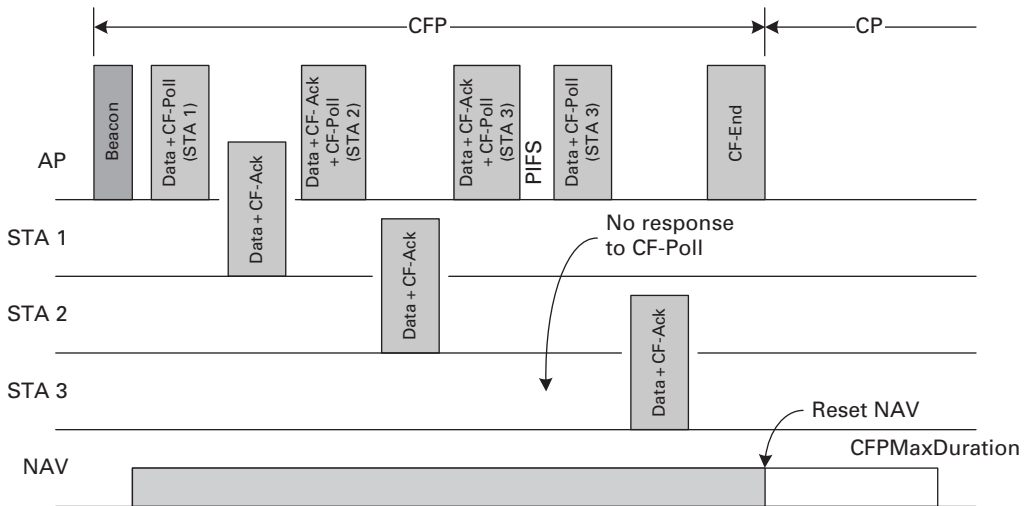 CFP
CP
AP
Beacon
Data + CF-Poll
(STA 1)
Data + CF- Ack
+ CF-Poll
(STA 2)
Data + CF-Ack
+ CF-Poll
(STA 3)
PIFS
Data + CF-Poll
(STA 3)
CF-End
STA 1
Data + CF-Ack
No response
to CF-Poll
STA 2
Data + CF-Ack
STA 3
Data + CF-Ack
Reset NAV
NAV
CFPMaxDuration